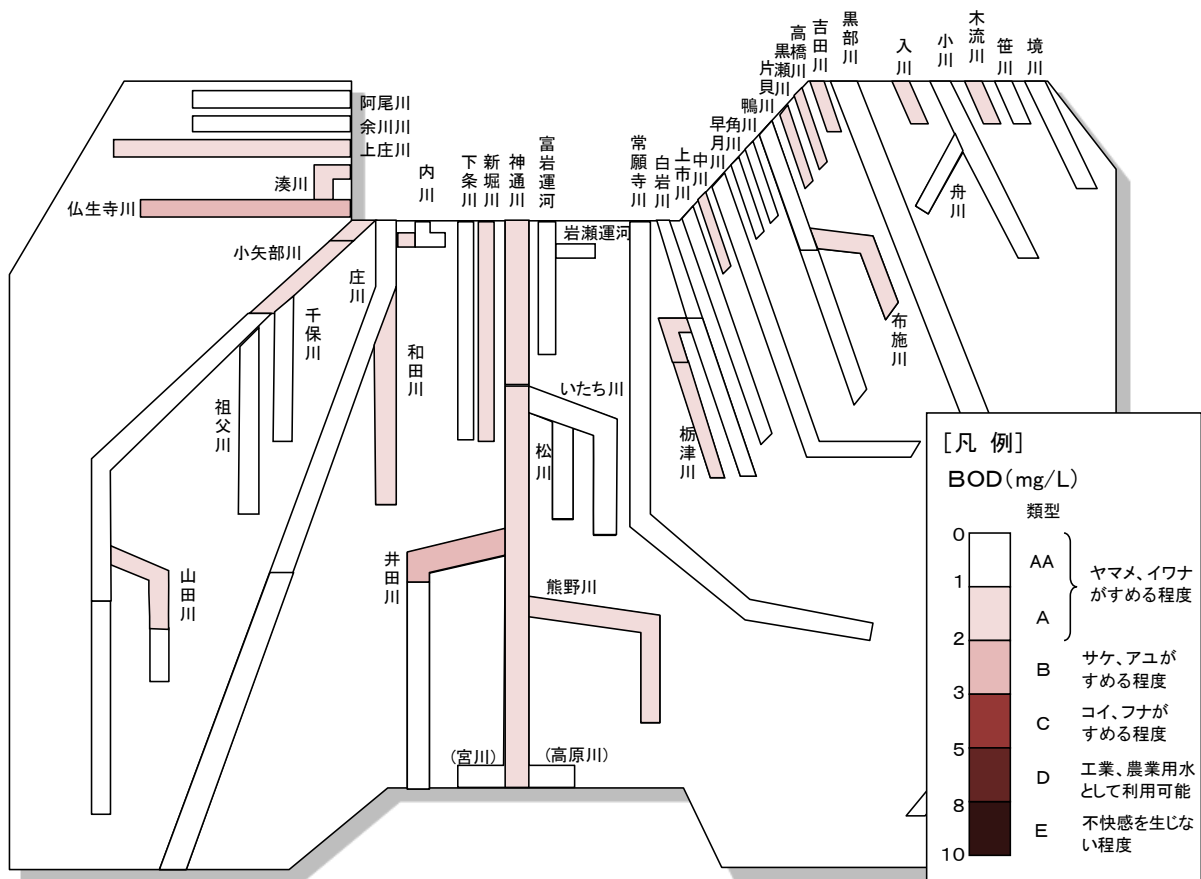 阿尾川
余川川
上庄川
湊川
仏生寺川
小矢部川
庄川
千保川
祖父川
和田川
山田川
内川
下条川
新堀川
神通川
富岩運河
岩瀬運河
いたち川
松川
井田川
熊野川
(宮川)
(高原川)
常願寺川
白岩川
上市川
中川
早月川
角川
鴨川
片貝川
黒瀬川
高橋川
吉田川
黒部川
入川
小川
木流川
笹川
境川
舟川
布施川
栃津川
[凡 例]
BOD(mg/L)
類型
0
AA
1
A
2
ヤマメ、イワナ
がすめる程度
B
サケ、アユが
すめる程度
3
C
コイ、フナが
すめる程度
5
D
工業、農業用水
として利用可能
8
E
不快感を生じな
い程度
10